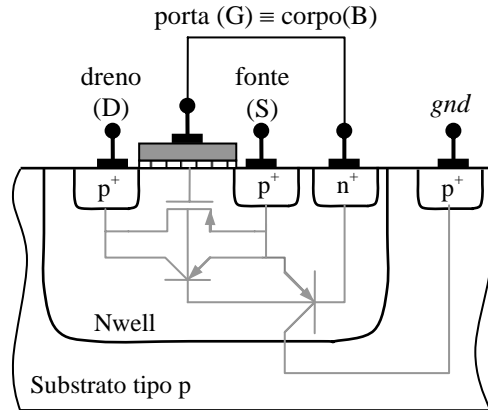 porta (G) ≡ corpo(B)
dreno
(D)
fonte
(S)
gnd
p+
p+
n+
p+
Nwell
Substrato tipo p